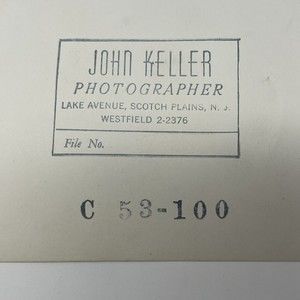 JOHN KELLER
PHOTOGRAPHER
LAKE AVENUE, SCOTCH PLAINS, N. J.
WESTFIELD 2-2376
File No.
C 53-100